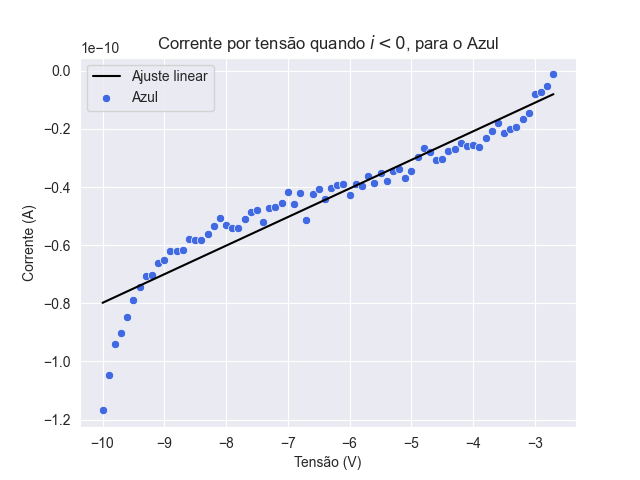 Corrente por tensão quando i < 0, para o Azul
1e−10
Ajuste linear
Azul
0.0
−0.2
−0.4
−0.6
−0.8
−1.0
−1.2
Corrente (A)
−10 −9 −8 −7 −6 −5 −4 −3
Tensão (V)